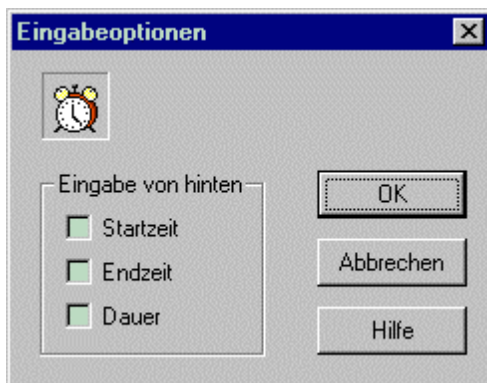 Eingabeoptionen
Eingabe von hinten
Startzeit
Endzeit
Dauer
OK
Abbrechen
Hilfe